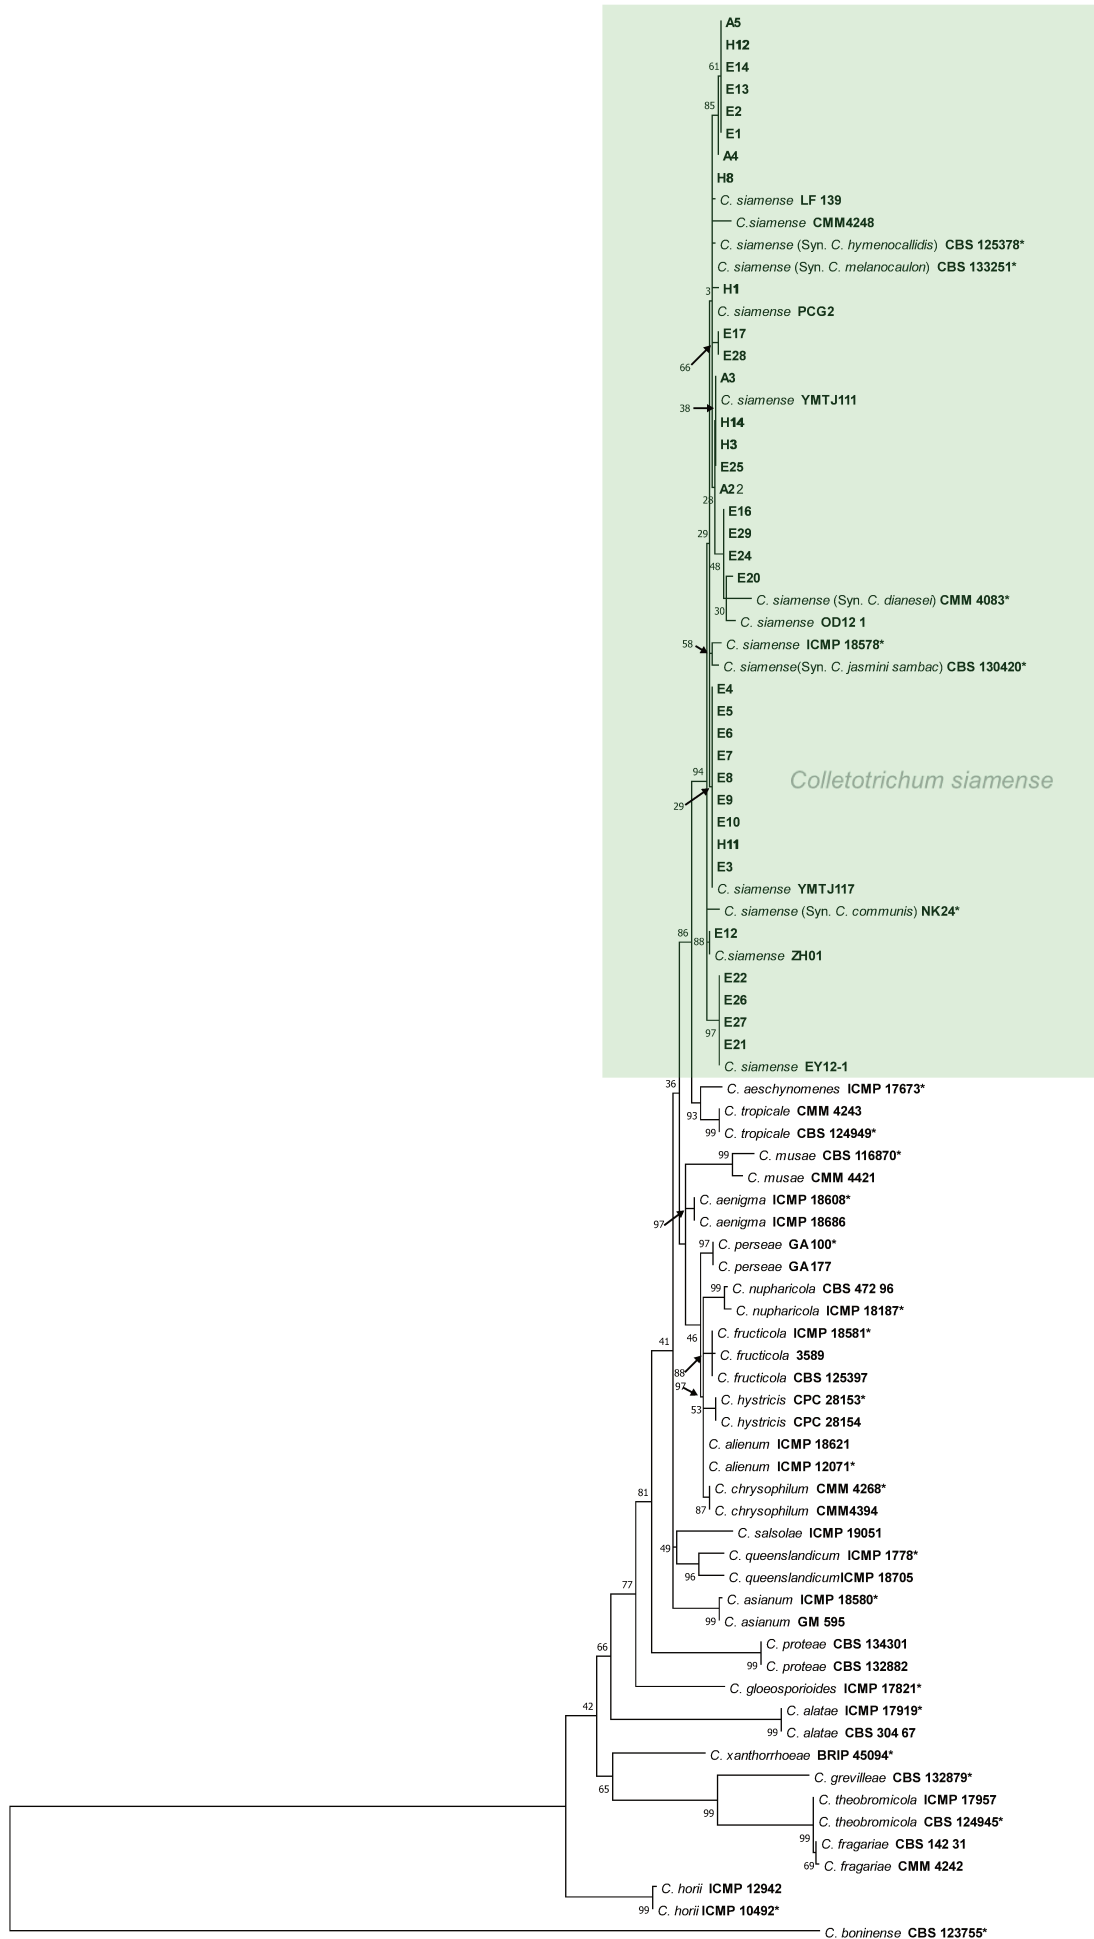 A5
H12
61
E14
E13
85
E2
E1
A4
H8
C. siamense LF 139
C.siamense CMM4248
C. siamense (Syn. C. hymenocallidis) CBS 125378*
C. siamense (Syn. C. melanocaulon) CBS 133251*
3
H1
C. siamense PCG2
E17
E28
66
A3
C. siamense YMTJ111
38
H14
H3
E25
A22
28
E16
29
E29
E24
48
E20
C. siamense (Syn. C. dianesei) CMM 4083*
30
C. siamense OD12 1
58
C. siamense ICMP 18578*
C. siamense(Syn. C. jasmini sambac) CBS 130420*
E4
E5
E6
E7
94
E8
Colletotrichum siamense
29
E9
E10
H11
E3
C. siamense YMTJ117
C. siamense (Syn. C. communis) NK24*
86
88
E12
C.siamense ZH01
E22
E26
E27
97
E21
C. siamense EY12-1
36
C. aeschynomenes ICMP 17673*
93
C. tropicale CMM 4243
99
C. tropicale CBS 124949*
99
C. musae CBS 116870*
C. musae CMM 4421
C. aenigma ICMP 18608*
97
C. aenigma ICMP 18686
97
C. perseae GA100*
C. perseae GA177
99
C. nupharicola CBS 472 96
C. nupharicola ICMP 18187*
41
46
C. fructicola ICMP 18581*
C. fructicola 3589
88
C. fructicola CBS 125397
97
C. hystricis CPC 28153*
53
C. hystricis CPC 28154
C. alienum ICMP 18621
C. alienum ICMP 12071*
81
C. chrysophilum CMM 4268*
87
C. chrysophilum CMM4394
C. salsolae ICMP 19051
49
C. queenslandicum ICMP 1778*
96
C. queenslandicumICMP 18705
77
C. asianum ICMP 18580*
99
C. asianum GM 595
66
C. proteae CBS 134301
99
C. proteae CBS 132882
C. gloeosporioides ICMP 17821*
42
C. alatae ICMP 17919*
99
C. alatae CBS 304 67
C. xanthorrhoeae BRIP 45094*
65
C. grevilleae CBS 132879*
C. theobromicola ICMP 17957
99
C. theobromicola CBS 124945*
99
C. fragariae CBS 142 31
69
C. fragariae CMM 4242
C. horii ICMP 12942
99
C. horii ICMP 10492*
C. boninense CBS 123755*